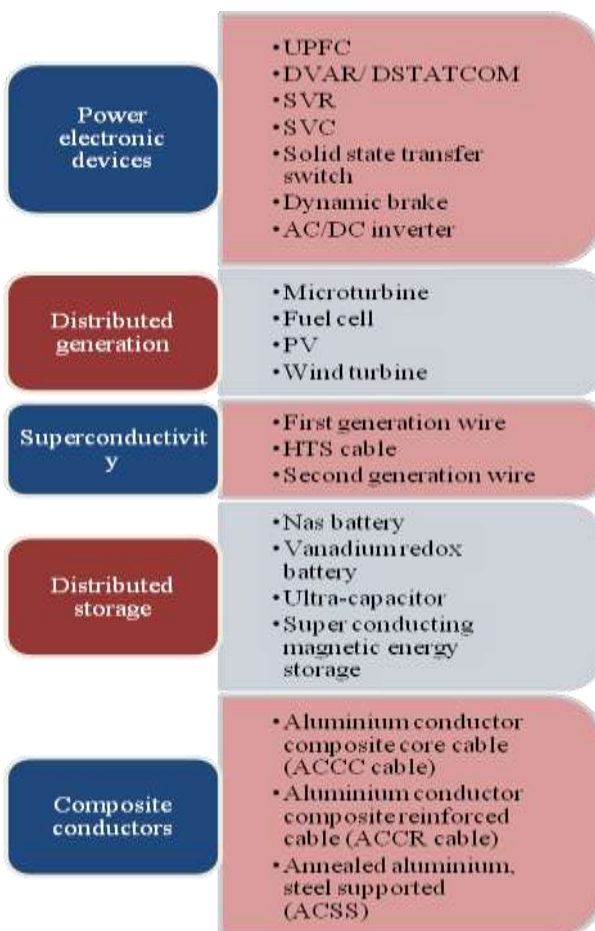 Power
electronic
devices
•UPFC
•DVAR/ DSTATCOM
•SVR
•SVC
•Solid state transfer
switch
•Dynamic brake
•AC/DC inverter
Distributed
generation
•Microturbine
•Fuel cell
•PV
•Wind turbine
Superconductivit
y
•First generation wire
•HTS cable
•Second generation wire
Distributed
storage
•Nas battery
•Vanadium redox
battery
•Ultra-capacitor
•Super conducting
magnetic energy
storage
Composite
conductors
•Aluminium conductor
composite core cable
(ACCC cable)
•Aluminium conductor
composite reinforced
cable (ACCR cable)
•Annealed aluminium,
steel supported
(ACSS)